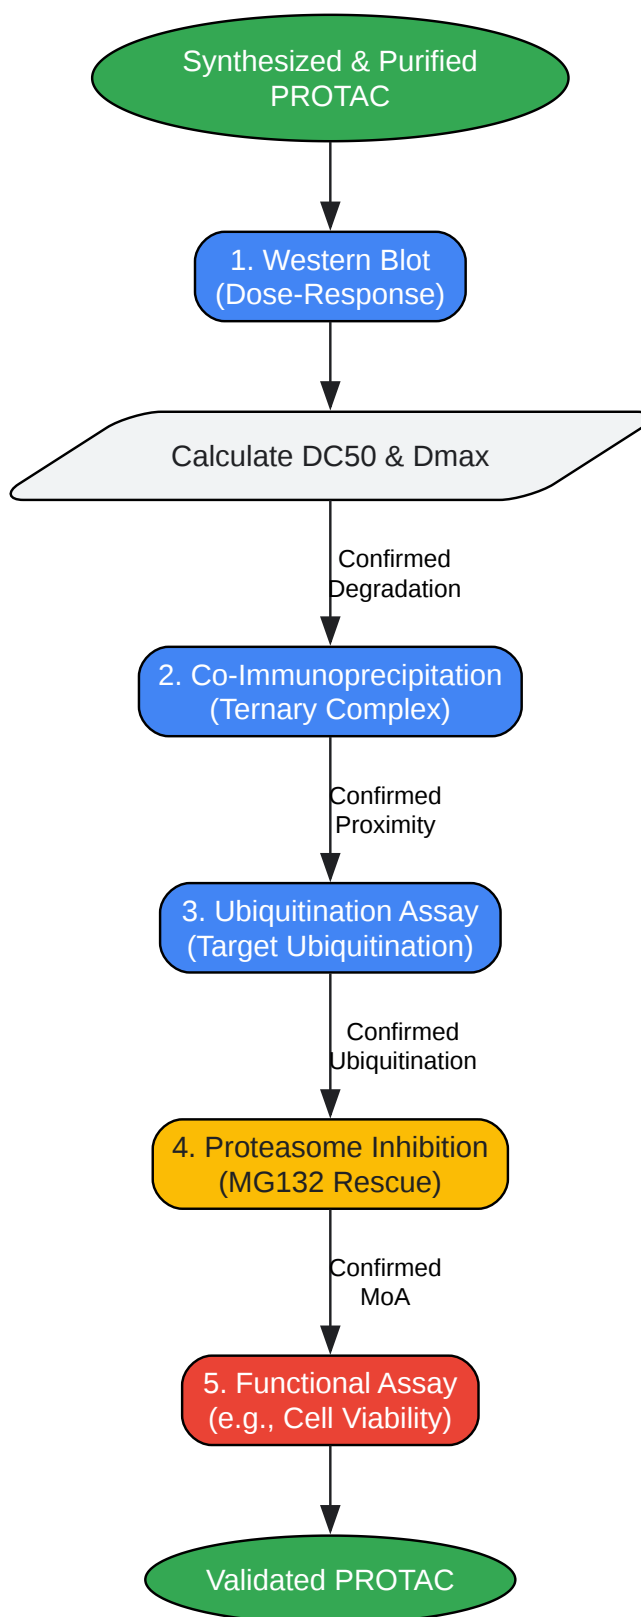 Synthesized & Purified
PROTAC
1. Western Blot
(Dose-Response)
Calculate DC50 & Dmax
Confirmed
Degradation
2. Co-Immunoprecipitation
(Ternary Complex)
Confirmed
Proximity
3. Ubiquitination Assay
(Target Ubiquitination)
Confirmed
Ubiquitination
4. Proteasome Inhibition
(MG132 Rescue)
Confirmed
MoA
5. Functional Assay
(e.g., Cell Viability)
Validated PROTAC